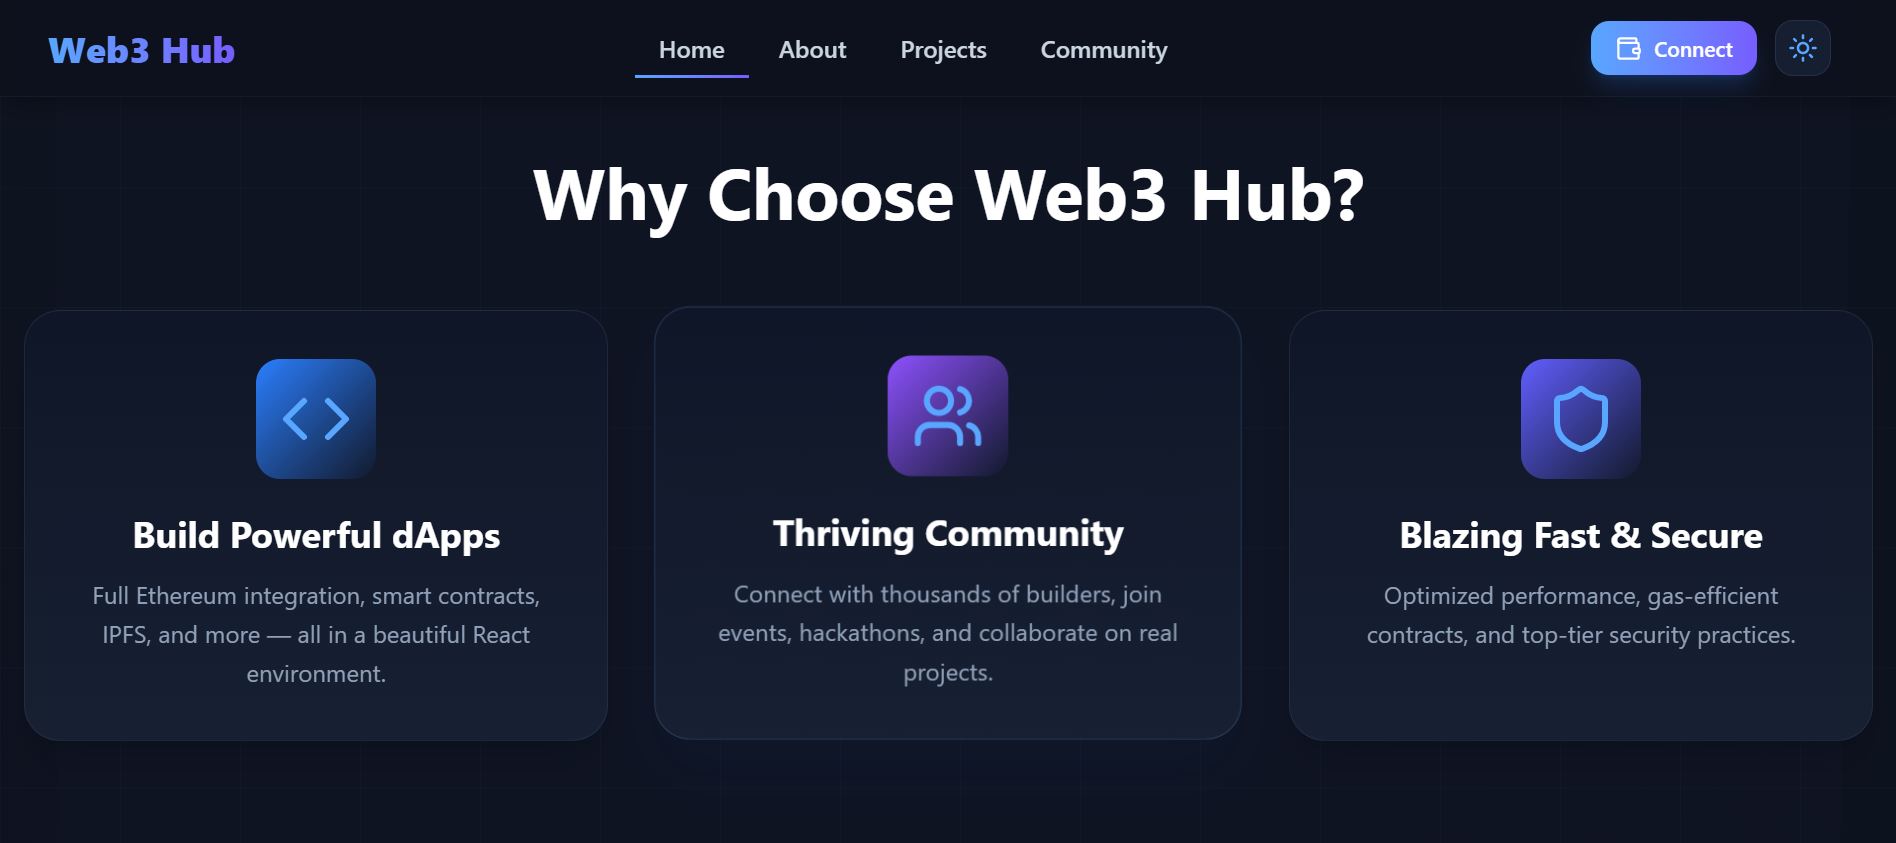 Web3 Hub
Home
About
Projects
Community
Connect
Why Choose Web3 Hub?
Build Powerful dApps
Full Ethereum integration, smart contracts,
IPFS, and more — all in a beautiful React
environment.
Thriving Community
Connect with thousands of builders, join
events, hackathons, and collaborate on real
projects.
Blazing Fast & Secure
Optimized performance, gas-efficient
contracts, and top-tier security practices.